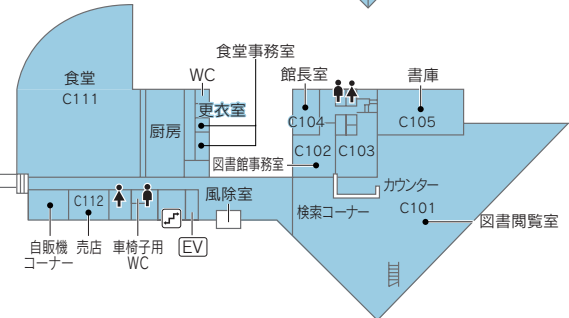 食堂事務室
食堂
C111
WC
更衣室
厨房
館長室
書庫
C104
C105
C102
C103
図書館事務室
カウンター
検索コーナー
C101
図書閲覧室
風除室
C112
自販機
コーナー
売店
車椅子用
WC
EV